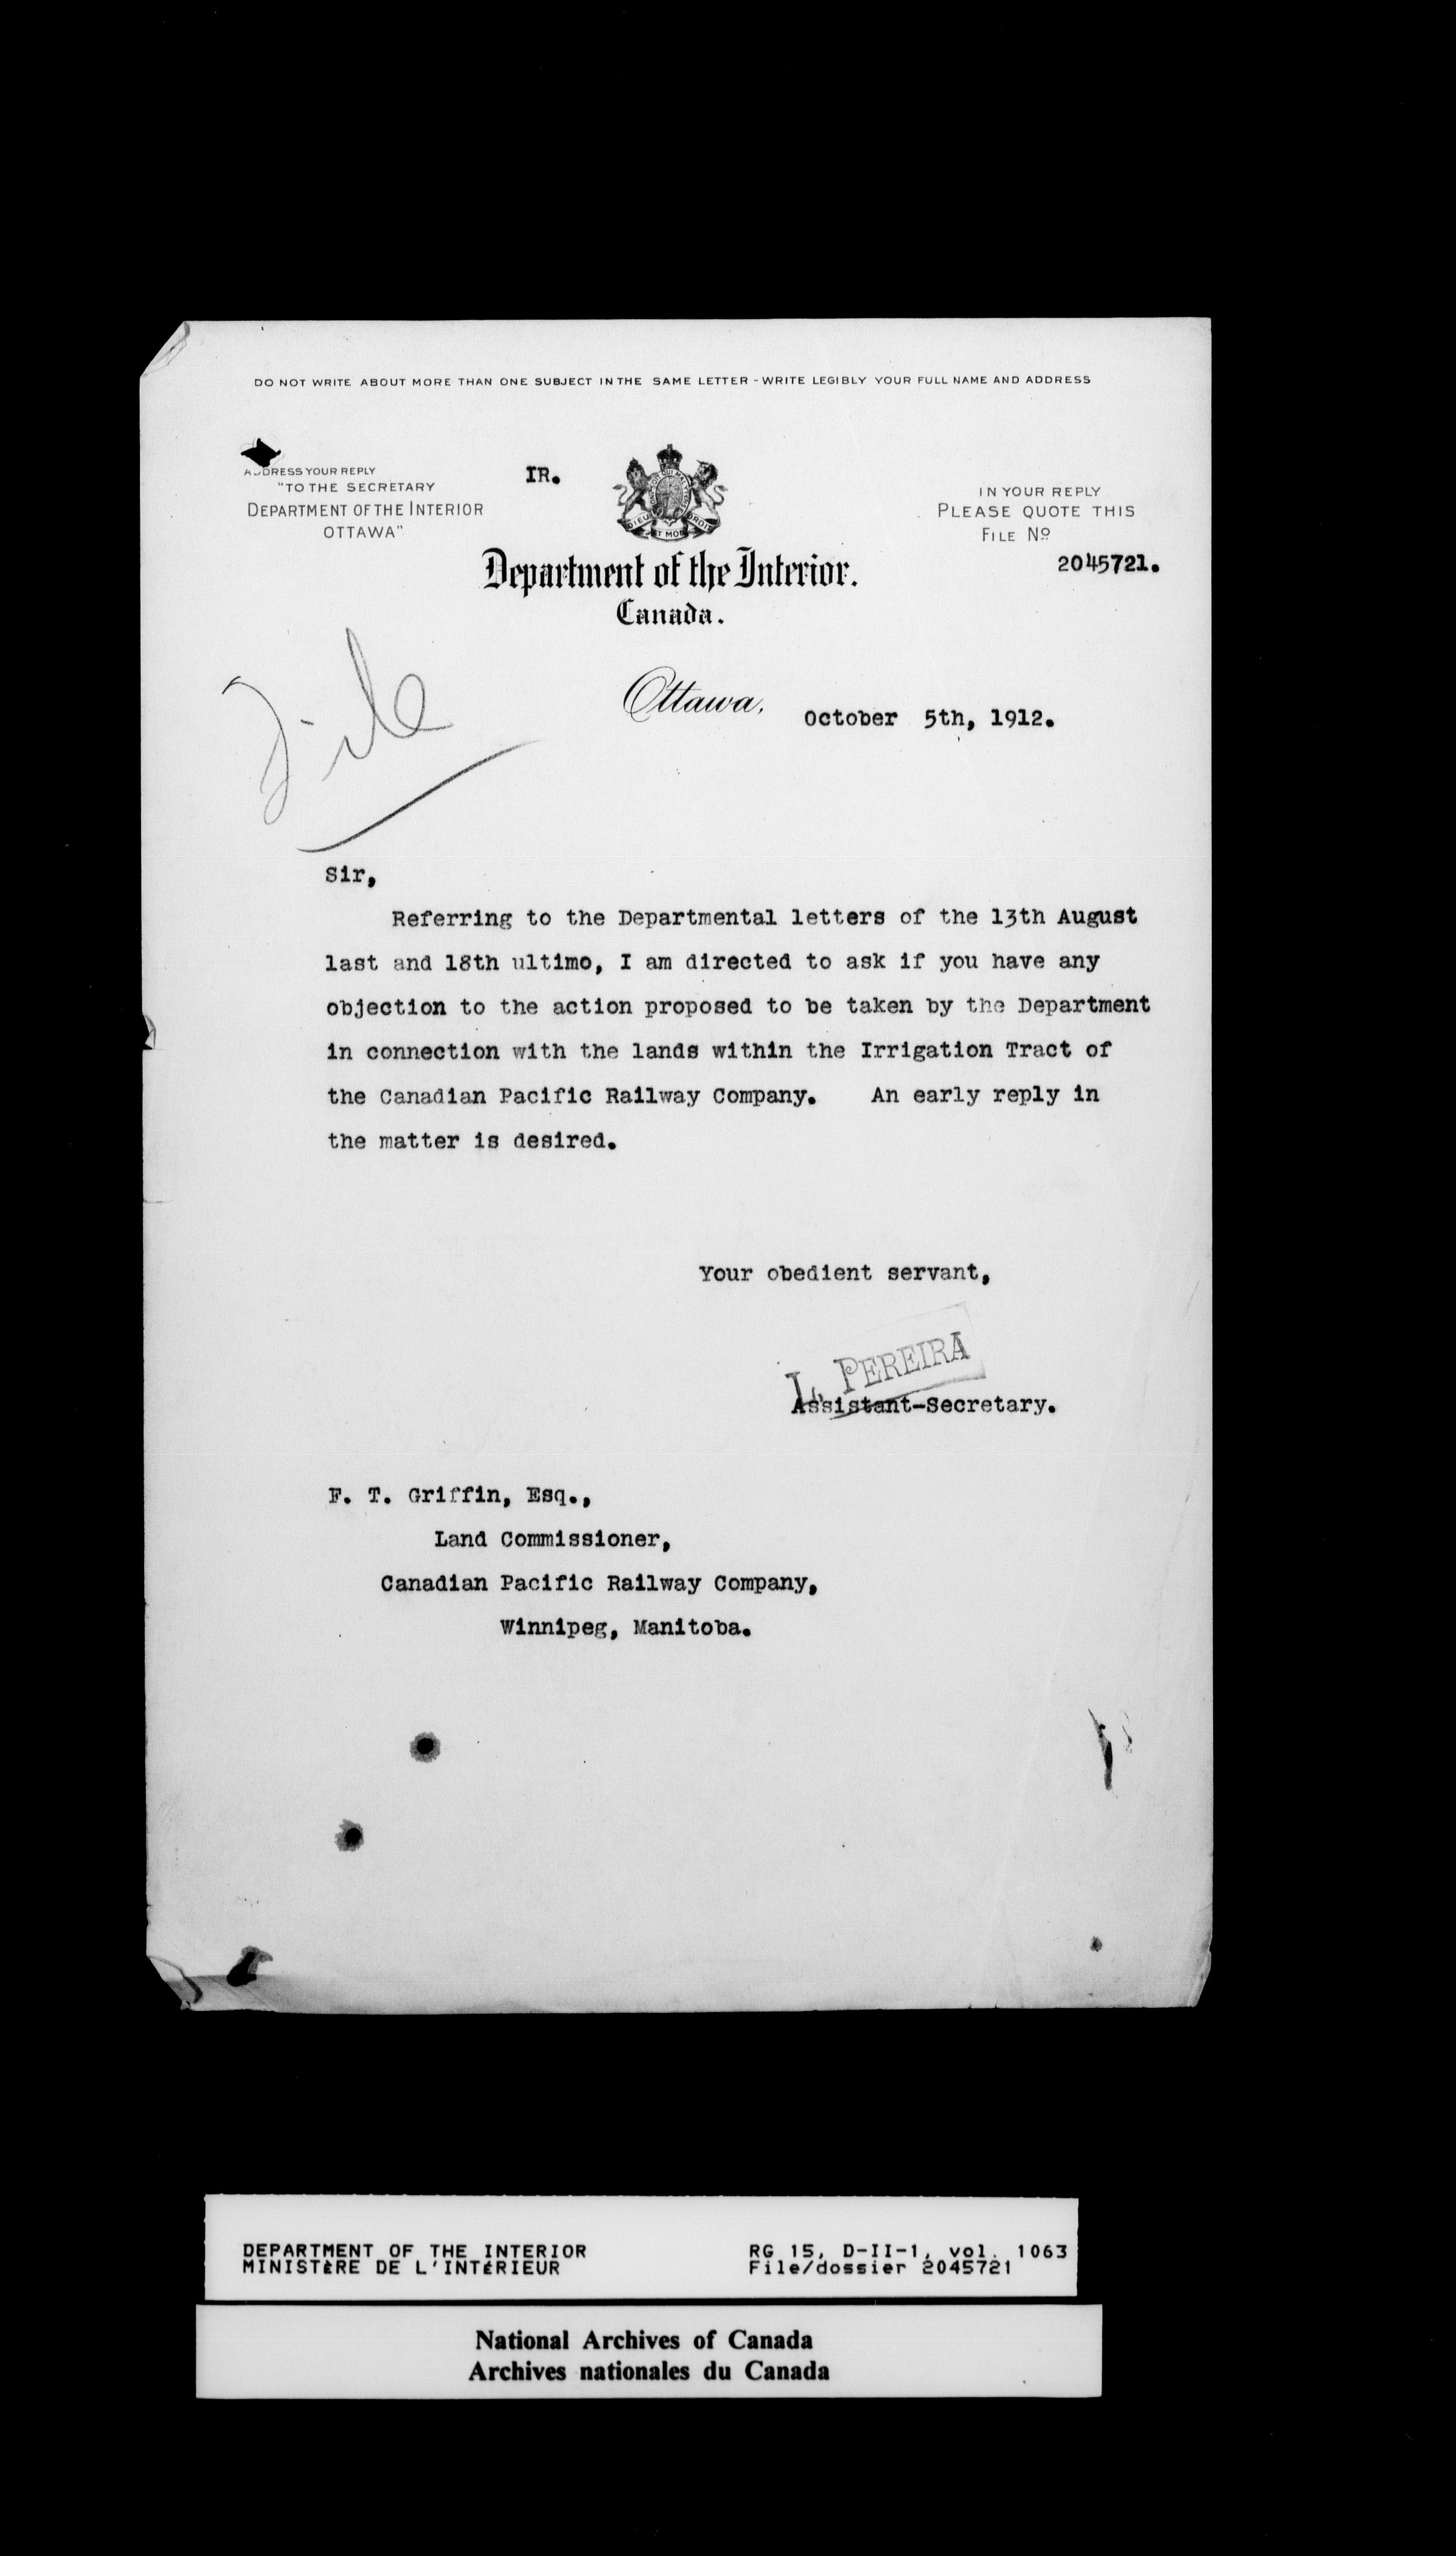 DO NOT WRITE ABOUT MORE THAN ONE SUBJECT IN THE SAME LETTER - WRITE LEGIBLY YOUR FULL NAME AND ADDRESS
ADDRESS YOUR REPLY
"TO THE SECRETARY
DEPARTMENT OF THE INTERIOR
OTTAWA"
IR.
DIEU ET MON DROIT
IN YOUR REPLY
PLEASE QUOTE THIS
FILE No
2045721.
Department of the Interior.
Canada.
File
Ottawa, October 5th, 1912.
Sir,
Referring to the Departmental letters of the 13th August
last and 18th ultimo, I am directed to ask if you have any
objection to the action proposed to be taken by the Department
in connection with the lands within the Irrigation Tract of
the Canadian Pacific Railway Company. An early reply in
the matter is desired.
Your obedient servant,
L. PEREIRA
Assistant-Secretary.
F. T. Griffin, Esq.,
Land Commissioner,
Canadian Pacific Railway Company,
Winnipeg, Manitoba.
DEPARTMENT OF THE INTERIOR RG 15, D-II-1, vol. 1063
MINISTÈRE DE L'INTÉRIEUR File/dossier 2045721
National Archives of Canada
Archives nationales du Canada